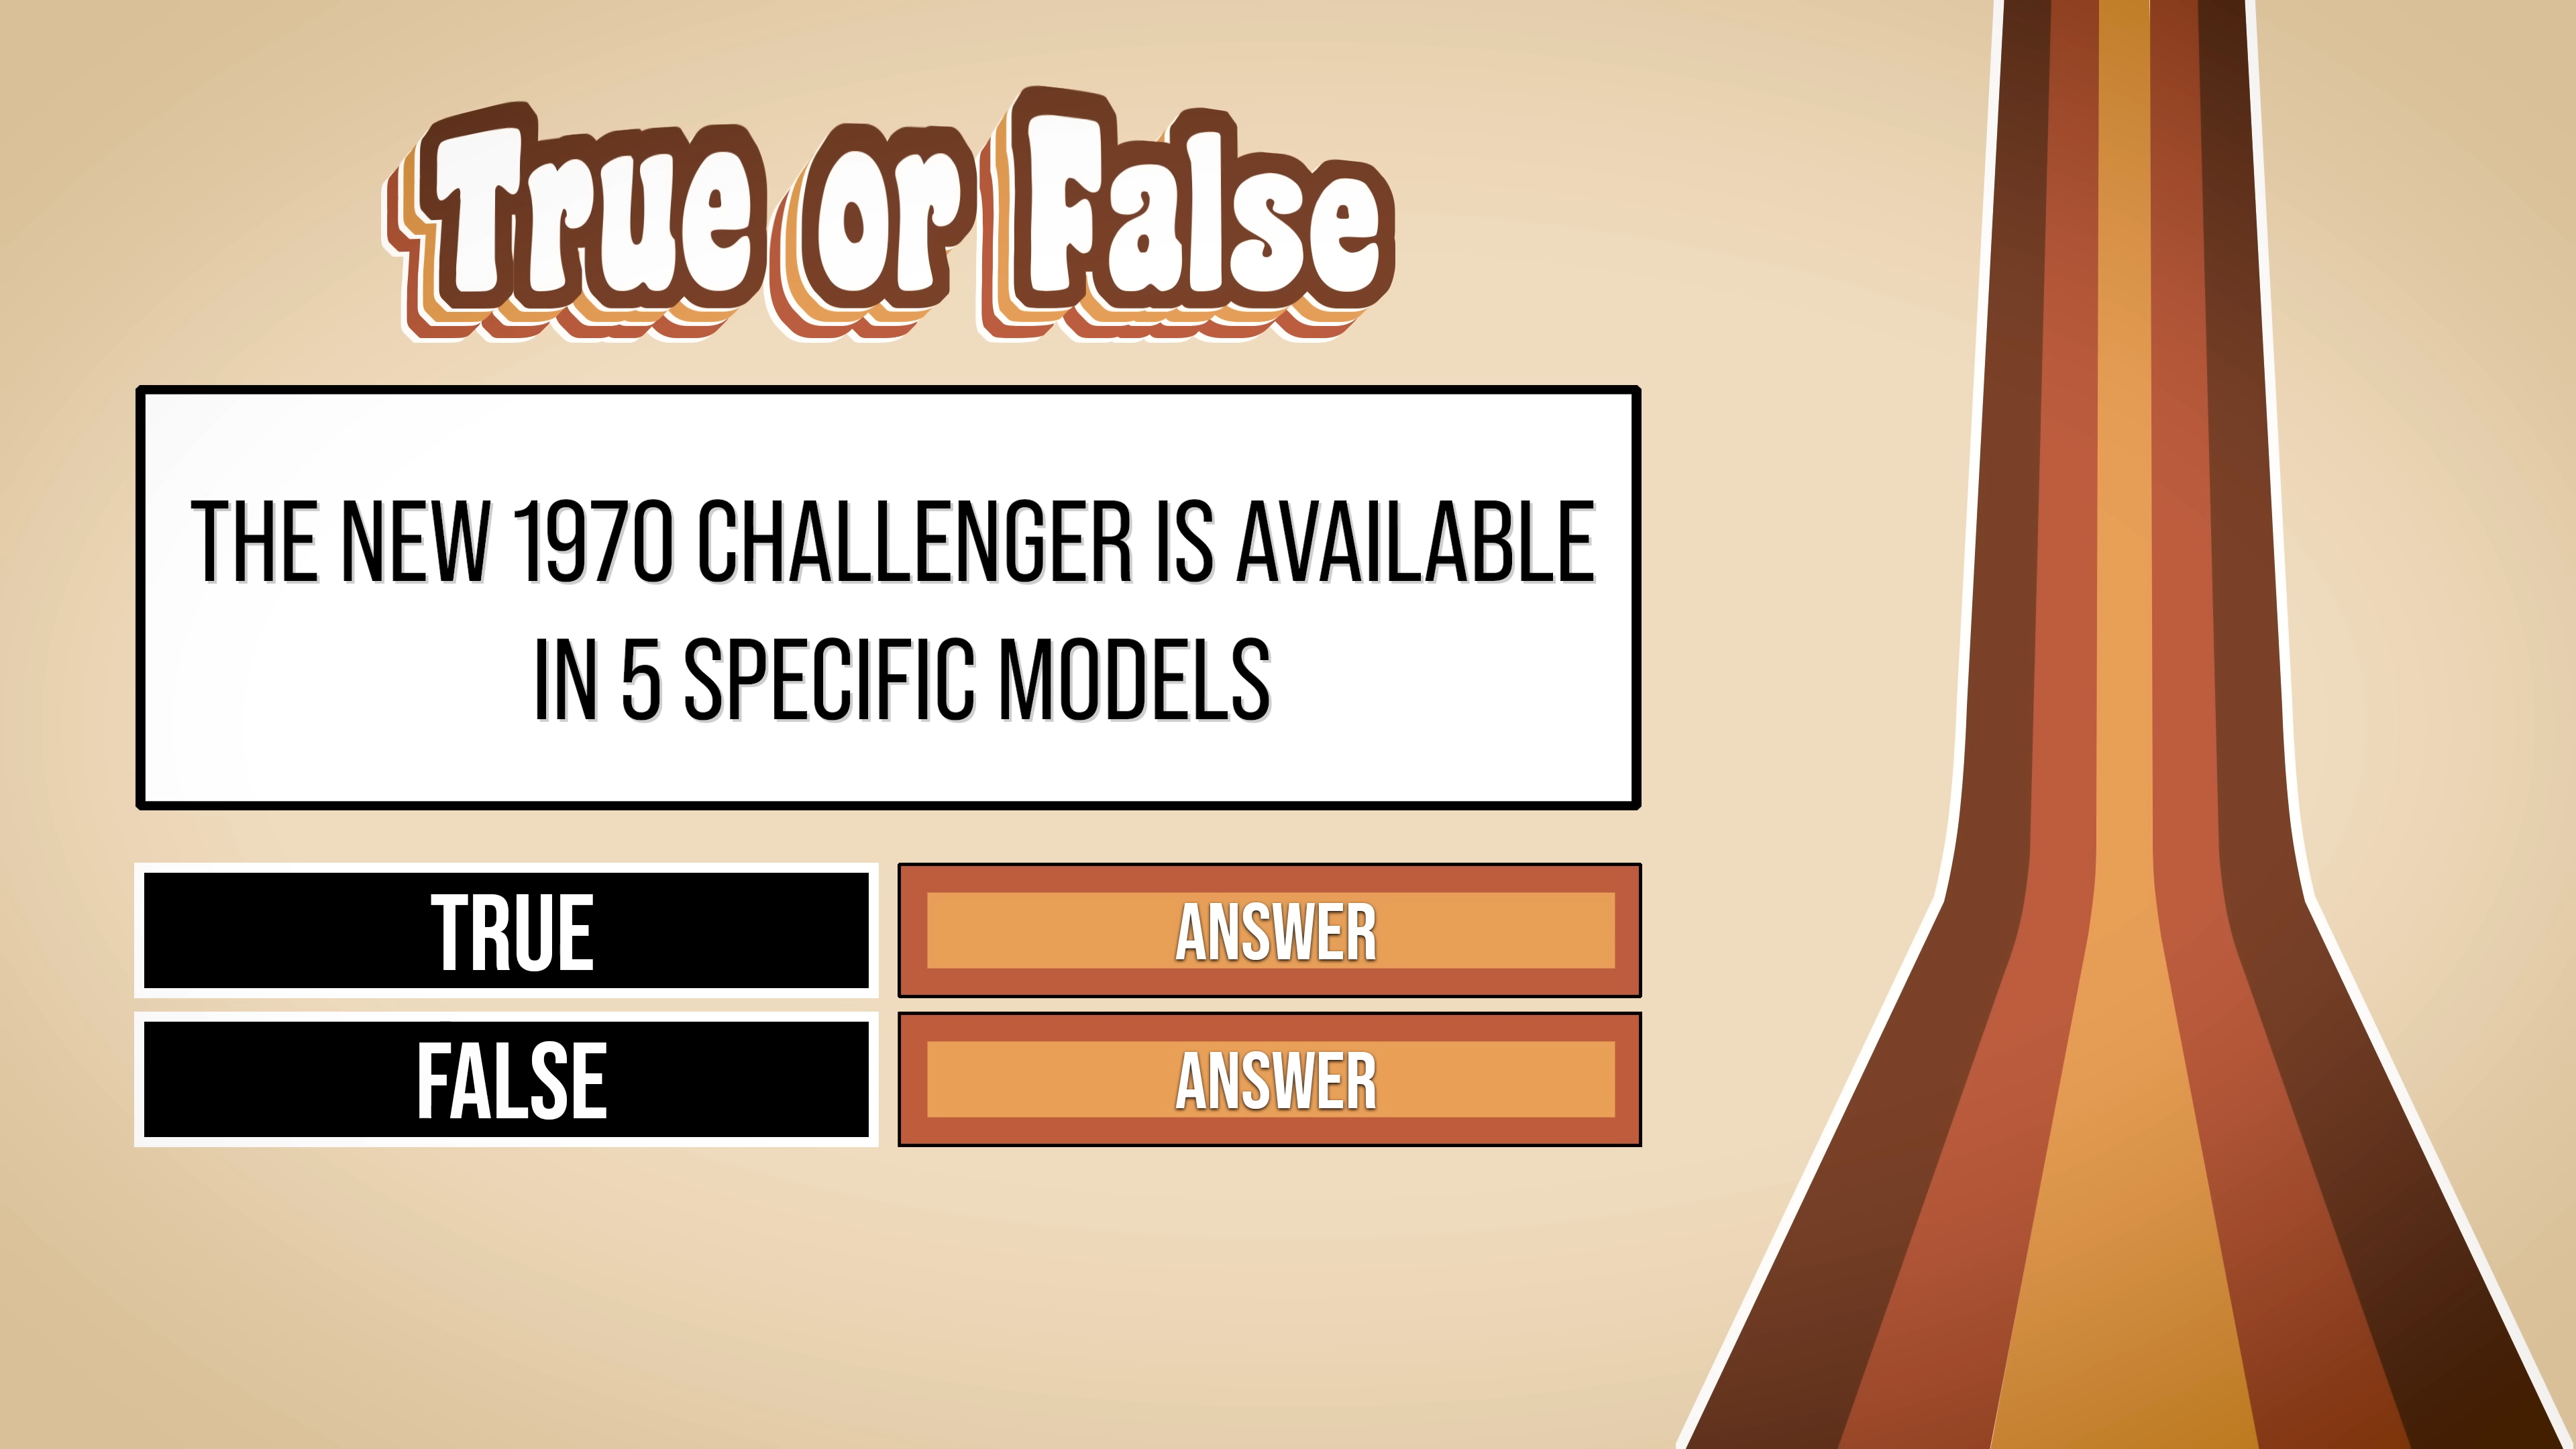 True or False
THE NEW 1970 CHALLENGER IS AVAILABLE
IN 5 SPECIFIC MODELS
TRUE
ANSWER
FALSE
ANSWER